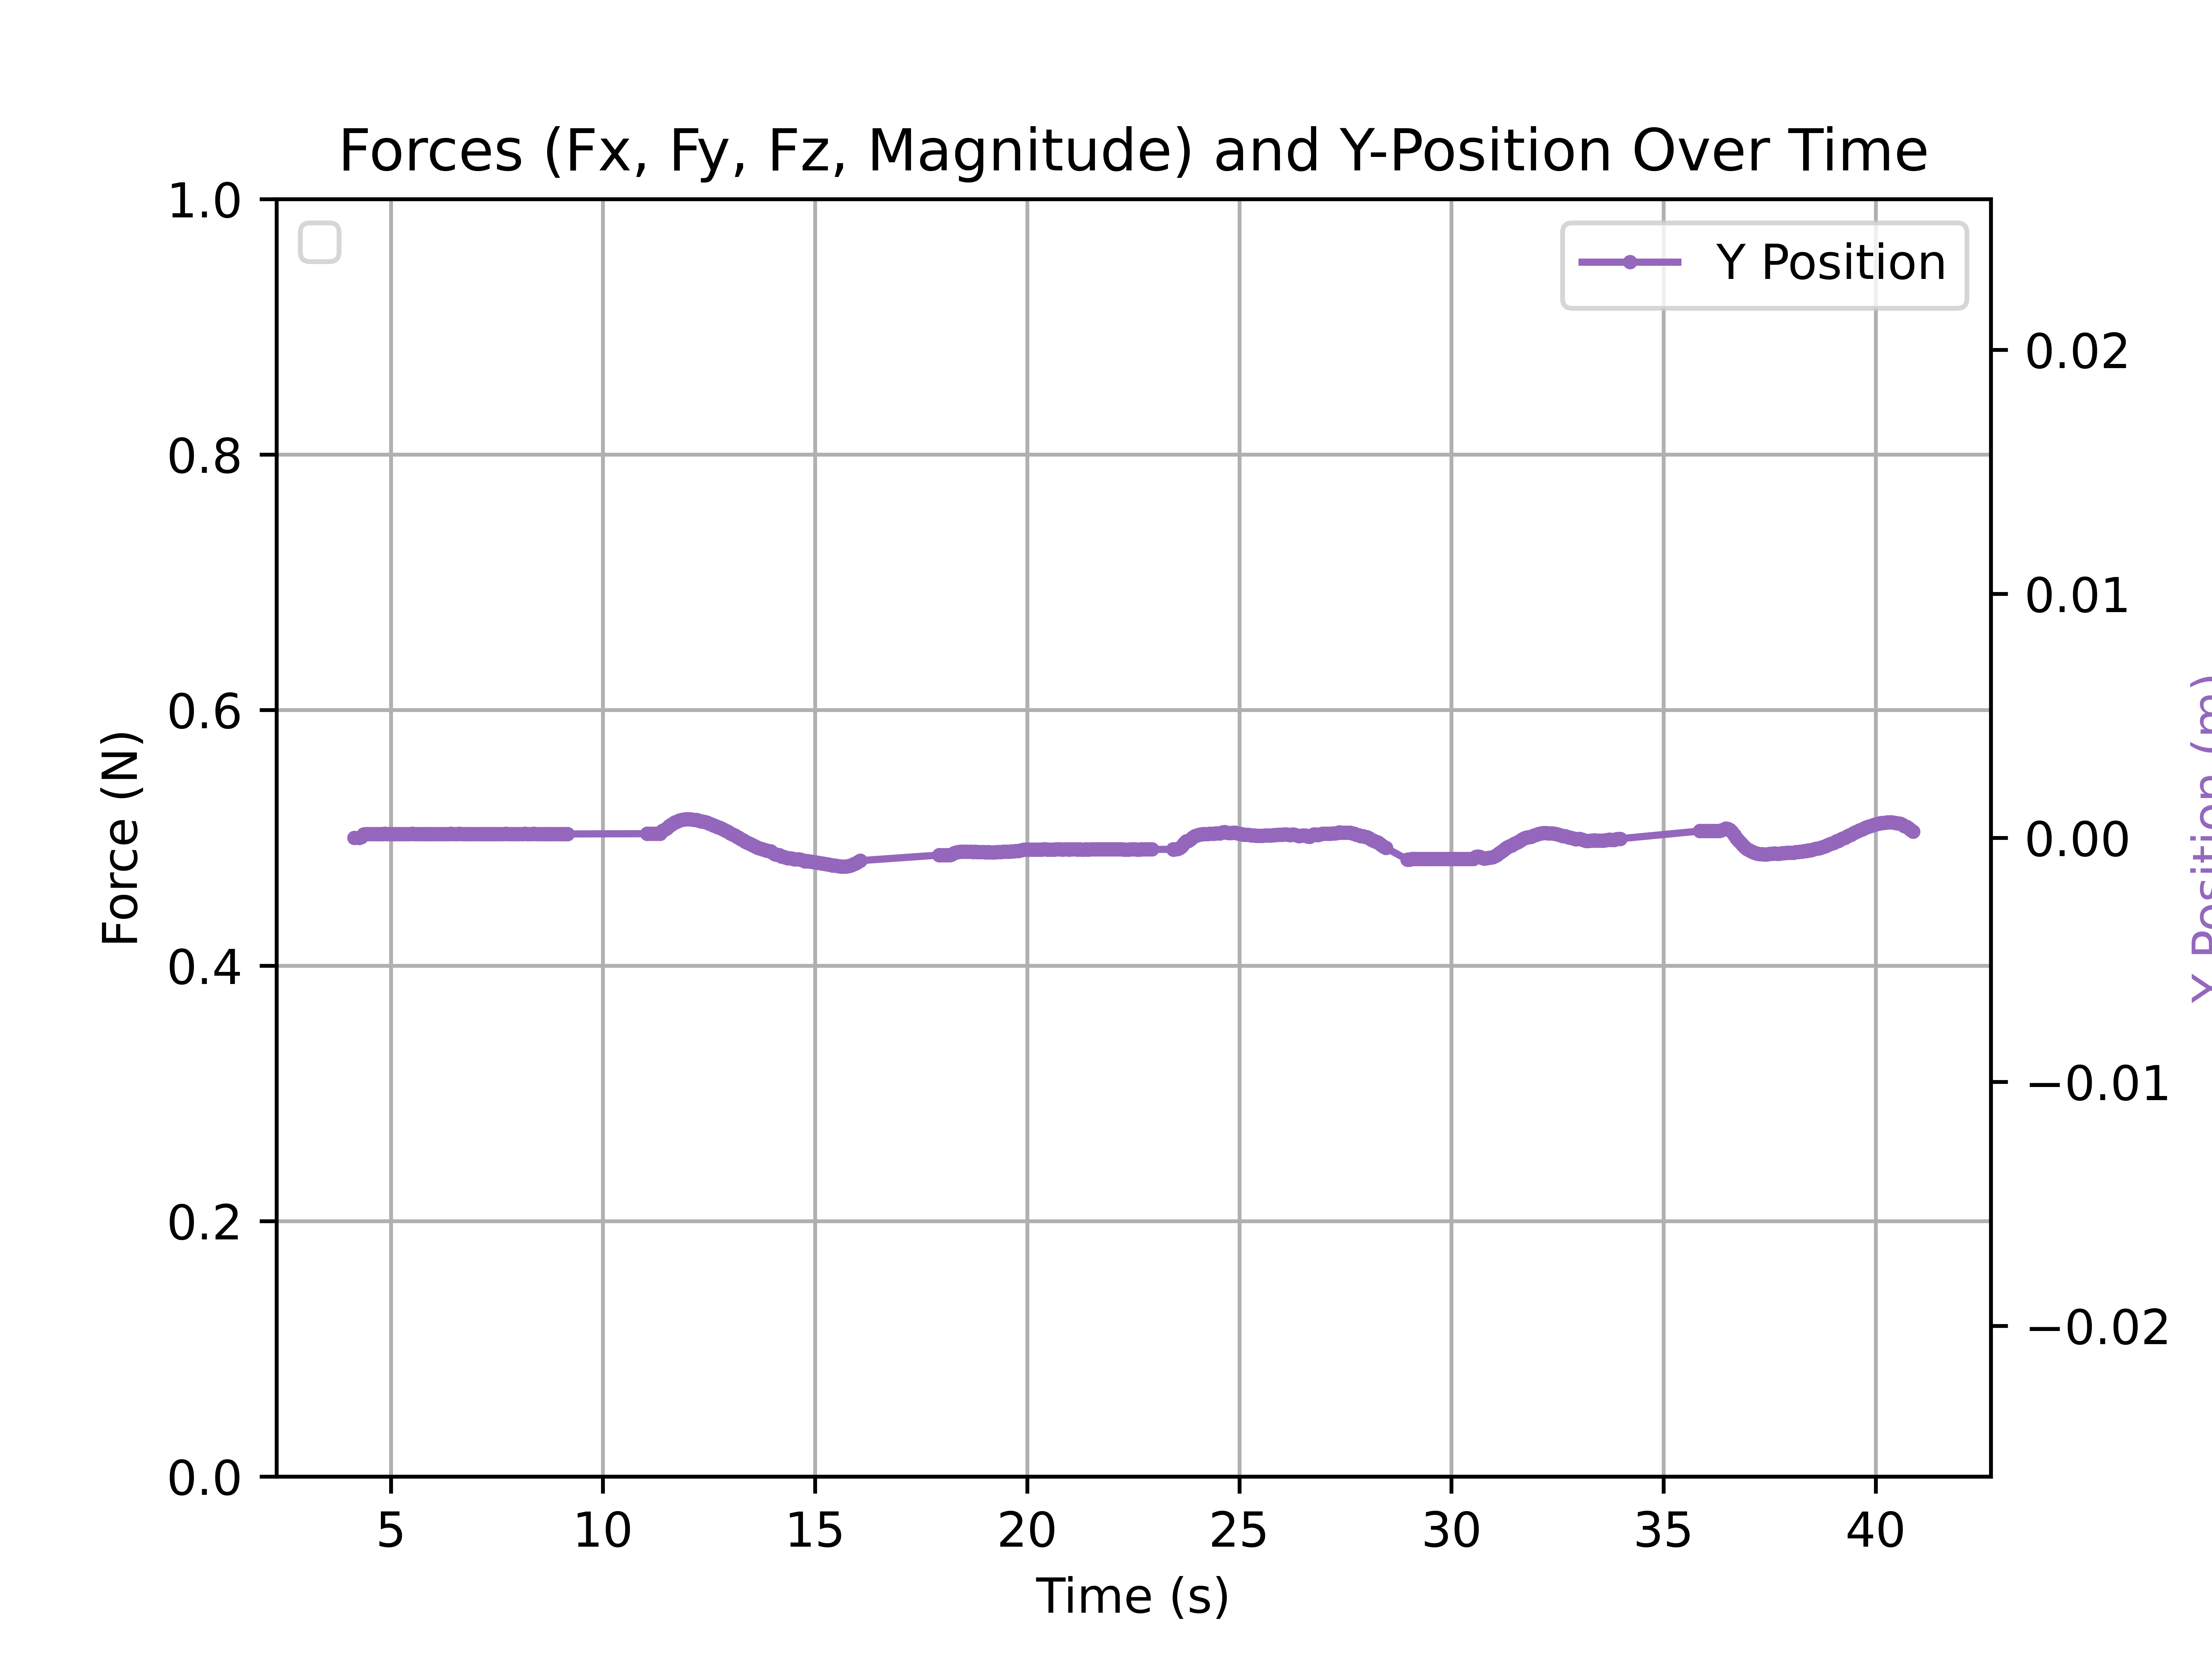 Forces (Fx, Fy, Fz, Magnitude) and Y-Position Over Time
Y Position
1.0
0.8
0.6
0.4
0.2
0.0
Force (N)
0.02
0.01
0.00
−0.01
−0.02
Y Position (m)
5 10 15 20 25 30 35 40
Time (s)